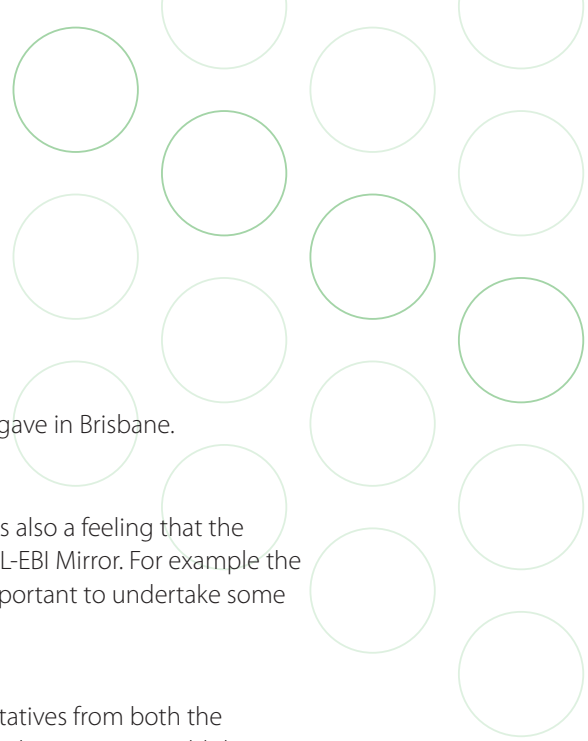 gave in Brisbane.
s also a feeling that the
L-EBI Mirror. For example the
portant to undertake some
tatives from both the